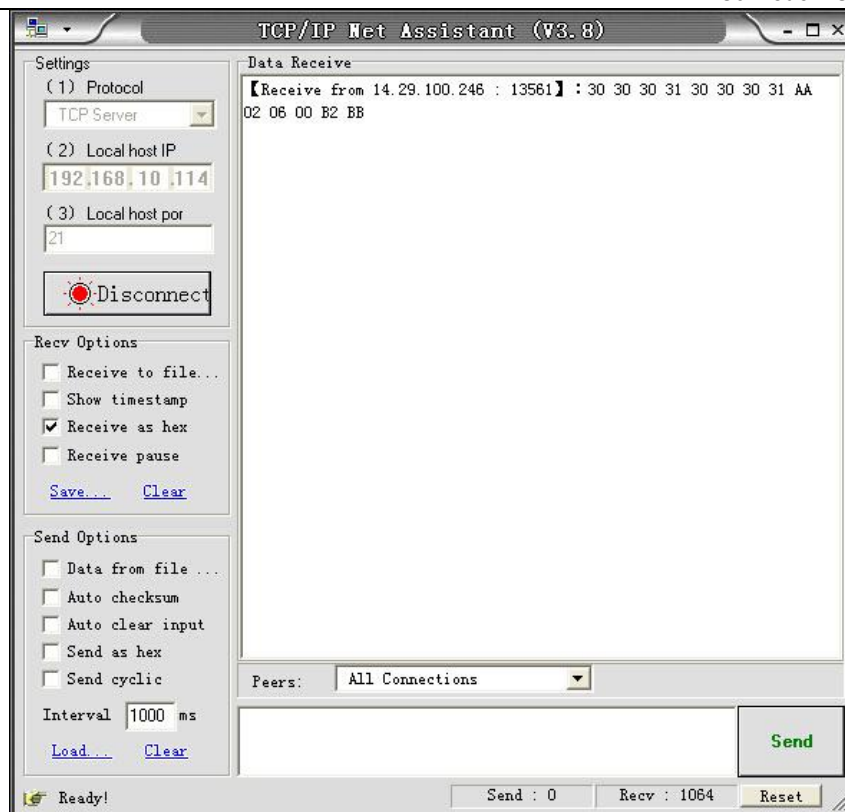 TCP/IP Net Assistant (V3.8)
Settings
(1) Protocol
TCP Server
(2) Local host IP
192.168.10.114
(3) Local host por
21
Disconnect
Recv Options
Receive to file...
Show timestamp
Receive as hex
Receive pause
Save... Clear
Send Options
Data from file ...
Auto checksum
Auto clear input
Send as hex
Send cyclic
Interval 1000 ms
Load... Clear
Data Receive
【Receive from 14.29.100.246 : 13561】：30 30 30 31 30 30 30 31 AA
02 06 00 B2 BB
Peers: All Connections
Send
Ready!
Send : 0
Recv : 1064
Reset